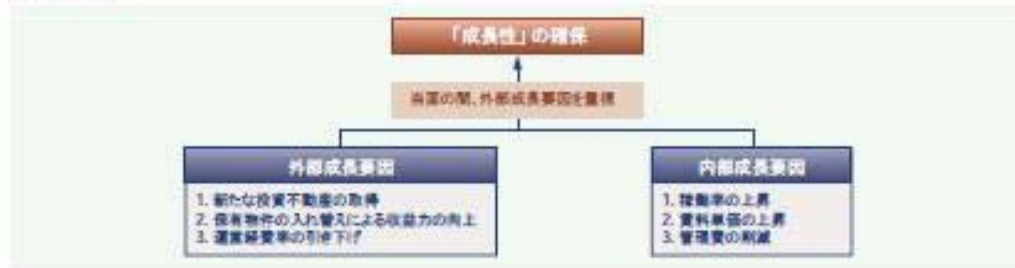 「成長性」の確保
当面の間、外部成長要因を重視
外部成長要因
1. 新たな投資不動産の取得
2. 保有物件の入れ替えによる収益力の向上
3. 運営経費率の引き下げ
内部成長要因
1. 稼働率の上昇
2. 賃料単価の上昇
3. 管理費の削減